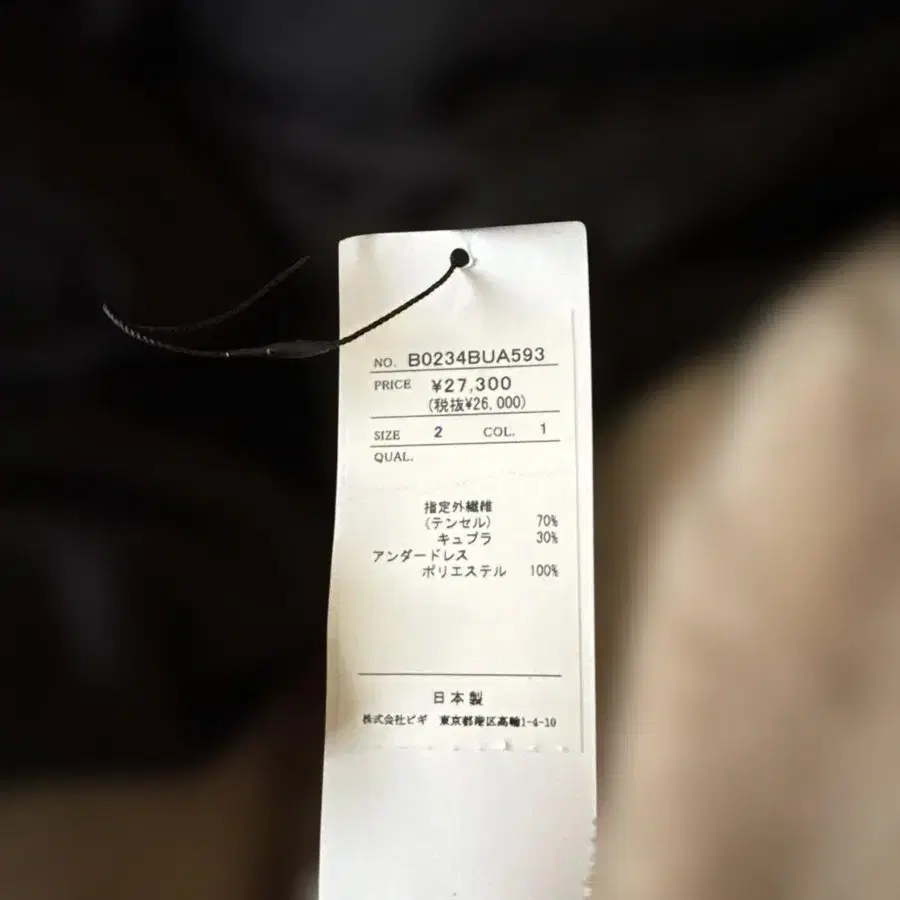 NO. B0234BUA593
PRICE ¥27,300
(税抜¥26,000)
SIZE 2 COL. 1
QUAL.
指定外繊維
(テンセル) 70%
キュプラ 30%
アンダードレス
ポリエステル 100%
日本製
株式会社ビギ 東京都港区高輪1-4-10